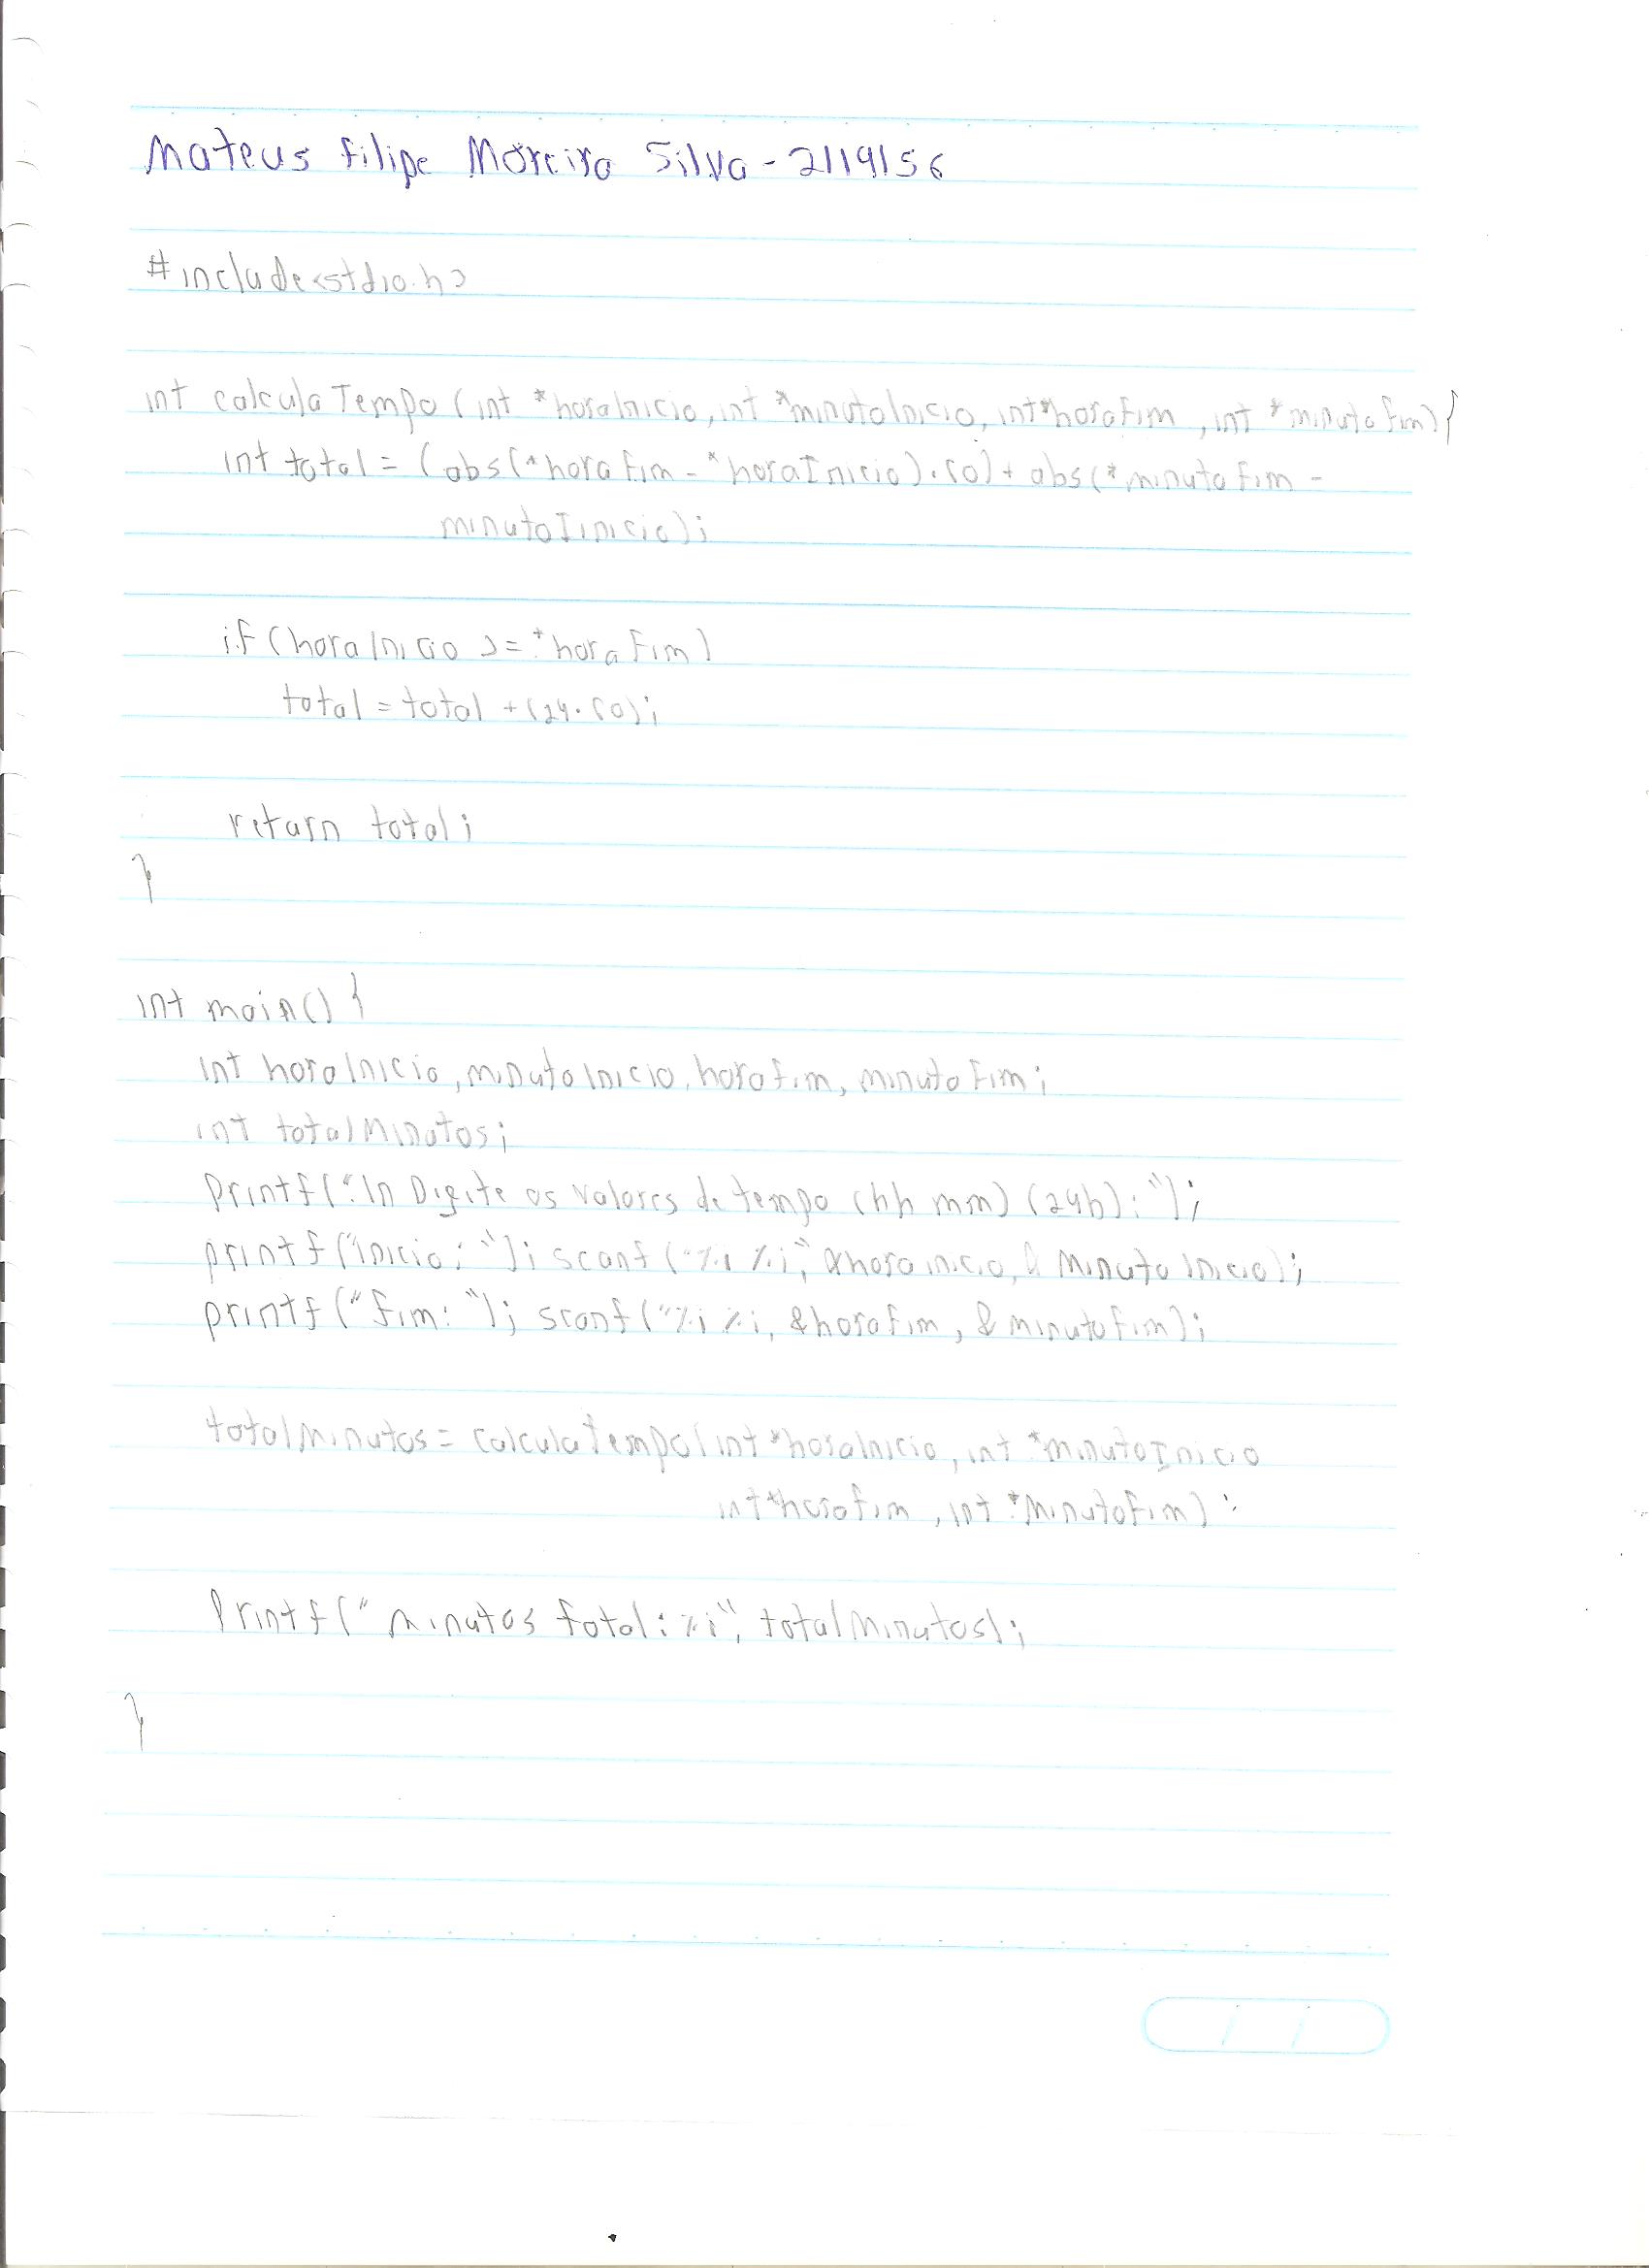 Mateus Filipe Moreira Silva - 2119156
#include<stdio.h>
int calculaTempo (int *horaInicio, int *minutoInicio, int *horaFim, int *minutoFim){
int total = (abs(*horaFim - *horaInicio).60) + abs(*minutoFim -
minutoIinicio);
if (horaInicio >= *horaFim)
total = total + (24.60);
return total;
}
int main() {
int horaInicio, minutoInicio, horaFim, minutoFim;
int totalMinutos;
printf("\n Digite os valores de tempo (hh mm) (24h): ");
printf("inicio: "); scanf("%i %i", &horainicio, & MinutoInicio);
printf("Fim: "); scanf("%i %i, &horaFim, &minutoFim);
totalMinutos = calculaTempo(int *horaInicio, int *minutoInicio
int *horaFim, int *MinutoFim) ;
Printf("Minutos total: %i", totalMinutos);
}